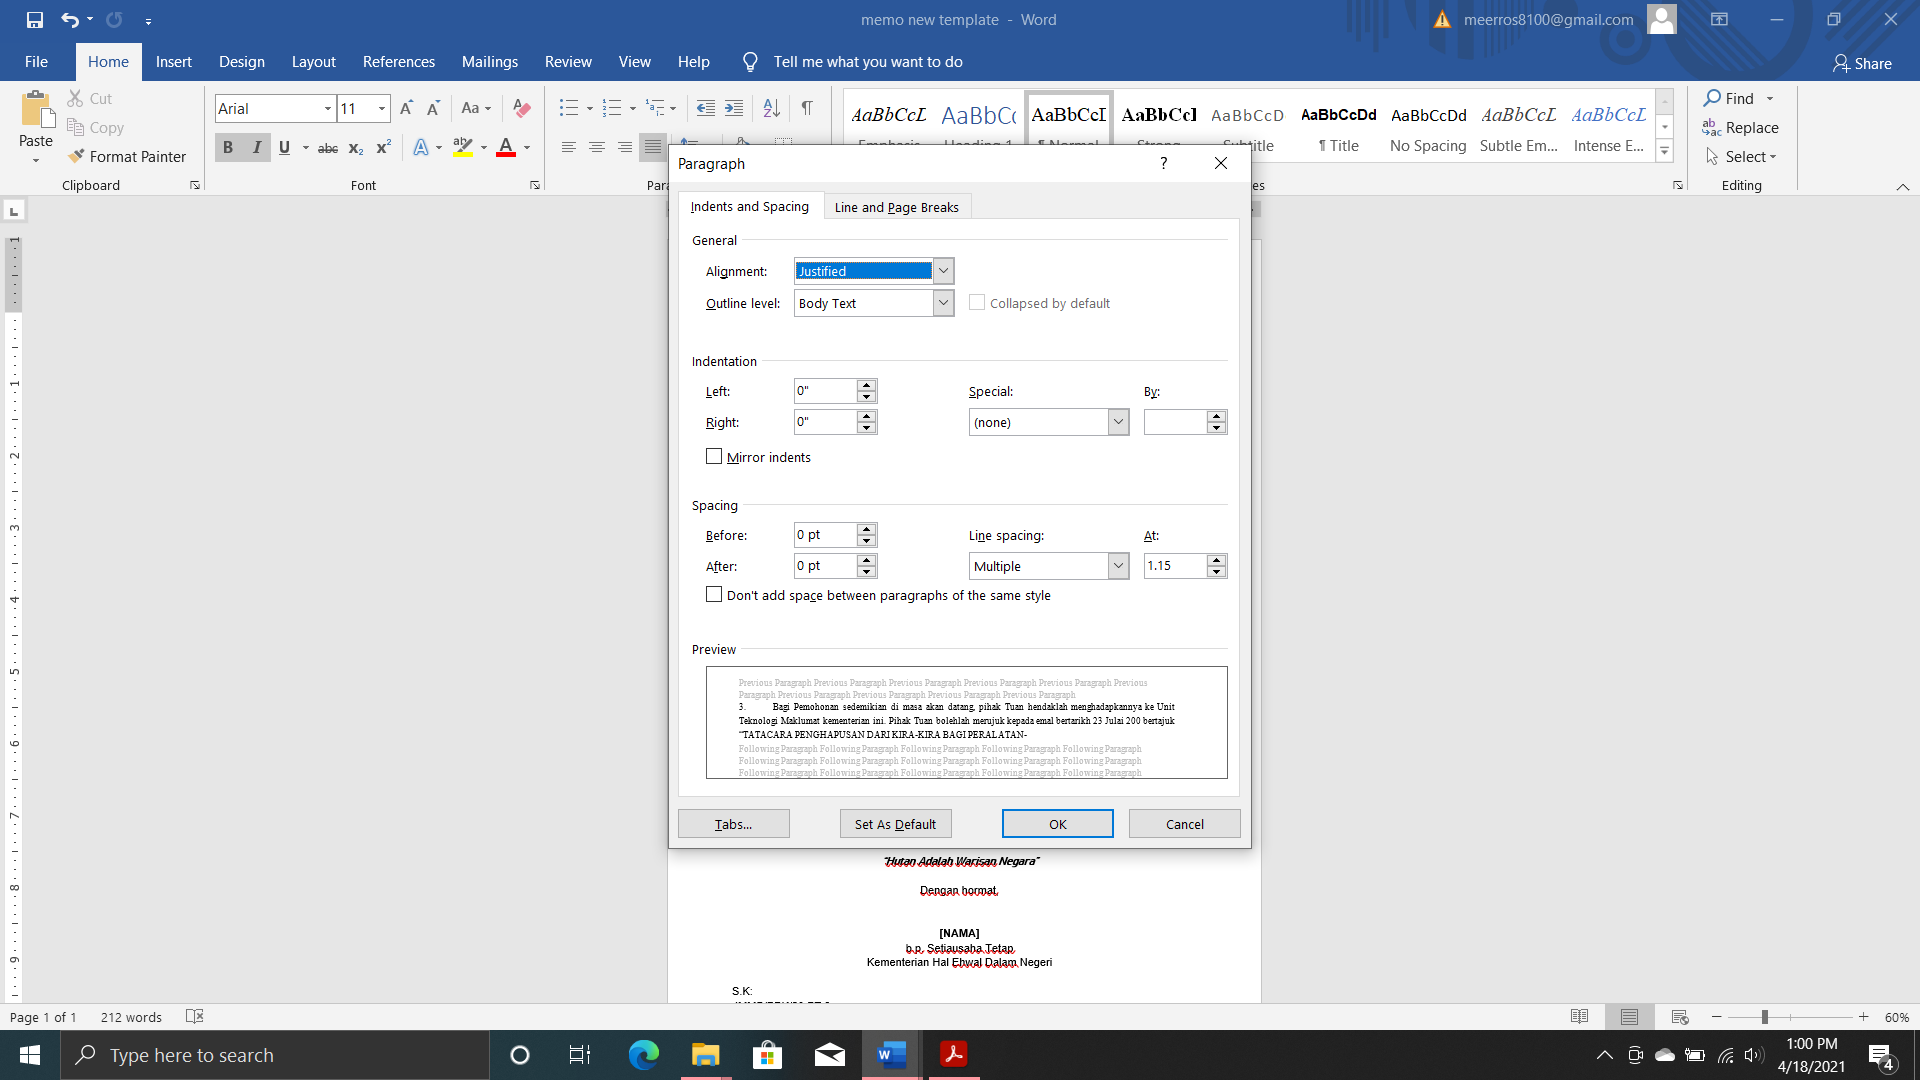 memo new template - Word
meerros8100@gmail.com
File Home Insert Design Layout References Mailings Review View Help Tell me what you want to do Share
Paste
Cut
Copy
Format Painter
Clipboard
Arial 11
Aa
B I U abc X₂ X² A ab A
Font
AaBbCcL AaBbCc AaBbCcI AaBbCcI AaBbCcD AaBbCcDd AaBbCcDd AaBbCcL AaBbCcL
¶ Title No Spacing Subtle Em... Intense E...
Find
Replace
Select
Editing
Paragraph ? 
Indents and Spacing Line and Page Breaks
General
Alignment: Justified
Outline level: Body Text Collapsed by default
Indentation
Left: 0" Special: By:
Right: 0" (none)
Mirror indents
Spacing
Before: 0 pt Line spacing: At:
After: 0 pt Multiple 1.15
Don't add space between paragraphs of the same style
Preview
Previous Paragraph Previous Paragraph Previous Paragraph Previous Paragraph Previous Paragraph Previous
Paragraph Previous Paragraph Previous Paragraph Previous Paragraph Previous Paragraph
3. Bagi Pemohonan sedemikian di masa akan datang, pihak Tuan hendaklah menghadapkannya ke Unit
Teknologi Maklumat kementerian ini. Pihak Tuan bolehlah merujuk kepada emal bertarikh 23 Julai 200 bertajuk
"TATACARA PENGHAPUSAN DARI KIRA-KIRA BAGI PERALATAN-
Following Paragraph Following Paragraph Following Paragraph Following Paragraph Following Paragraph
Following Paragraph Following Paragraph Following Paragraph Following Paragraph Following Paragraph
Following Paragraph Following Paragraph Following Paragraph Following Paragraph Following Paragraph
Tabs... Set As Default OK Cancel
"Hutan Adalah Warisan Negara"
Dengan hormat,
[NAMA]
b.p. Setiausaha Tetap
Kementerian Hal Ehwal Dalam Negeri
S.K:
Page 1 of 1 212 words 60%
Type here to search
1:00 PM
4/18/2021
4